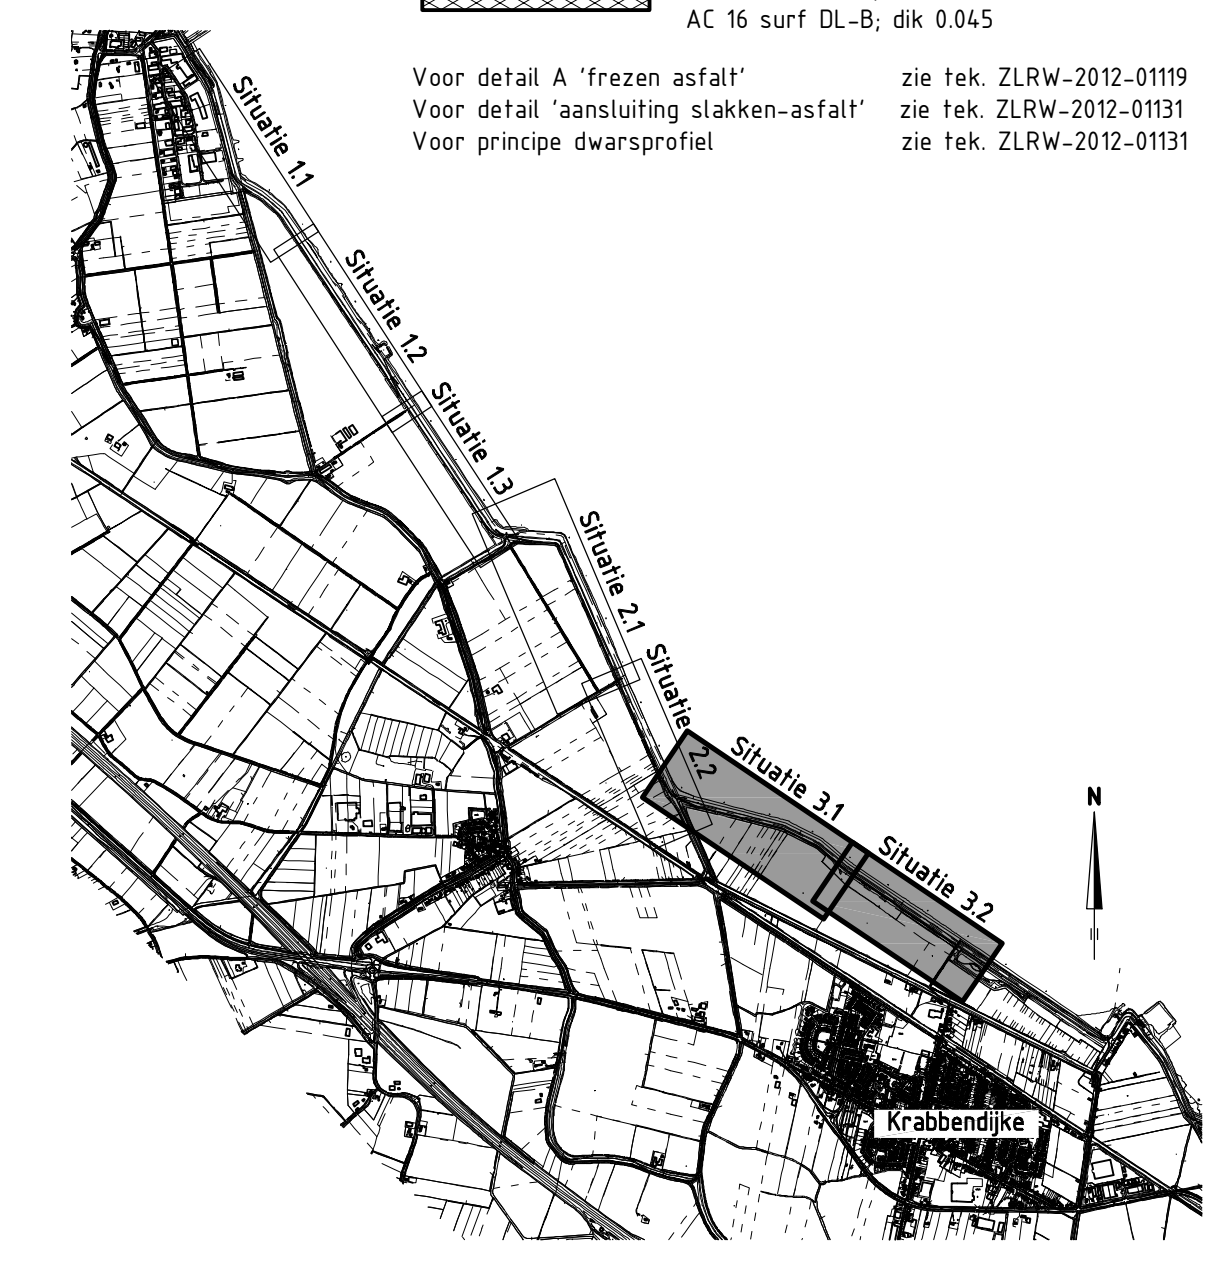 AC 16 surf DL-B; dik 0.045
Voor detail A 'frezen asfalt' zie tek. ZLRW-2012-01119
Voor detail 'aansluiting slakken-asfalt' zie tek. ZLRW-2012-01131
Voor principe dwarsprofiel zie tek. ZLRW-2012-01131
Situatie 1.1
Situatie 1.2
Situatie 1.3
Situatie 2.1
Situatie 2.2
Situatie 3.1
Situatie 3.2
N
Krabbendijke